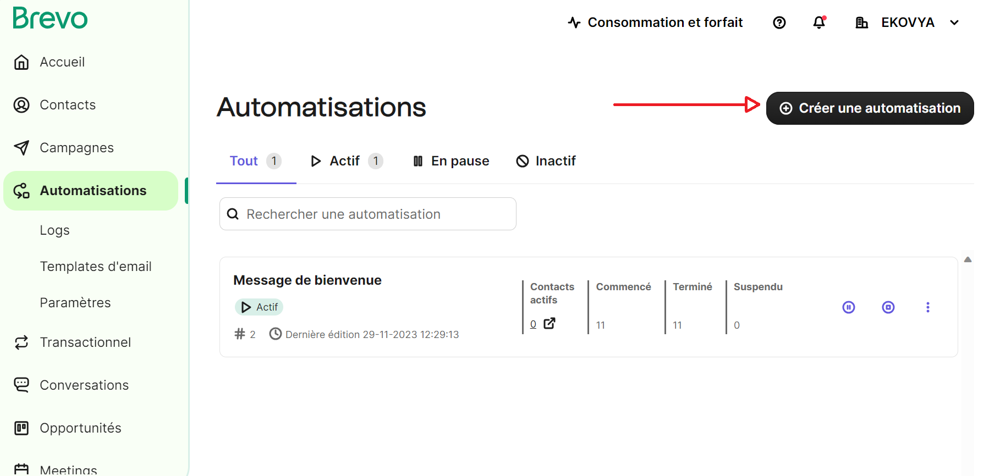 Brevo
Consommation et forfait
EKOVYA
Accueil
Contacts
Campagnes
Automatisations
Logs
Templates d'email
Paramètres
Transactionnel
Conversations
Opportunités
Meetings
Automatisations
Créer une automatisation
Tout 1
Actif 1
En pause
Inactif
Rechercher une automatisation
Message de bienvenue
Actif
# 2 Dernière édition 29-11-2023 12:29:13
Contacts
actifs
0
Commencé
11
Terminé
11
Suspendu
0